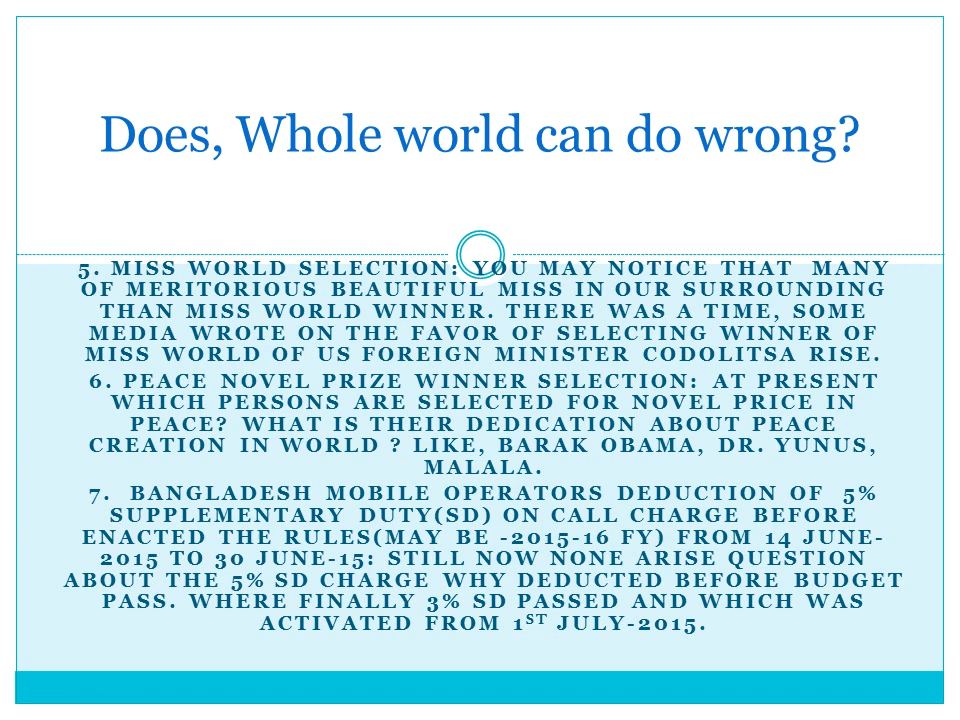 Does, Whole world can do wrong?
5. MISS WORLD SELECTION: YOU MAY NOTICE THAT MANY
OF MERITORIOUS BEAUTIFUL MISS IN OUR SURROUNDING
THAN MISS WORLD WINNER. THERE WAS A TIME, SOME
MEDIA WROTE ON THE FAVOR OF SELECTING WINNER OF
MISS WORLD OF US FOREIGN MINISTER CODOLITSA RISE.
6. PEACE NOVEL PRIZE WINNER SELECTION: AT PRESENT
WHICH PERSONS ARE SELECTED FOR NOVEL PRICE IN
PEACE? WHAT IS THEIR DEDICATION ABOUT PEACE
CREATION IN WORLD ? LIKE, BARAK OBAMA, DR. YUNUS,
MALALA.
7. BANGLADESH MOBILE OPERATORS DEDUCTION OF 5%
SUPPLEMENTARY DUTY(SD) ON CALL CHARGE BEFORE
ENACTED THE RULES(MAY BE -2015-16 FY) FROM 14 JUNE-
2015 TO 30 JUNE-15: STILL NOW NONE ARISE QUESTION
ABOUT THE 5% SD CHARGE WHY DEDUCTED BEFORE BUDGET
PASS. WHERE FINALLY 3% SD PASSED AND WHICH WAS
ACTIVATED FROM 1ST JULY-2015.